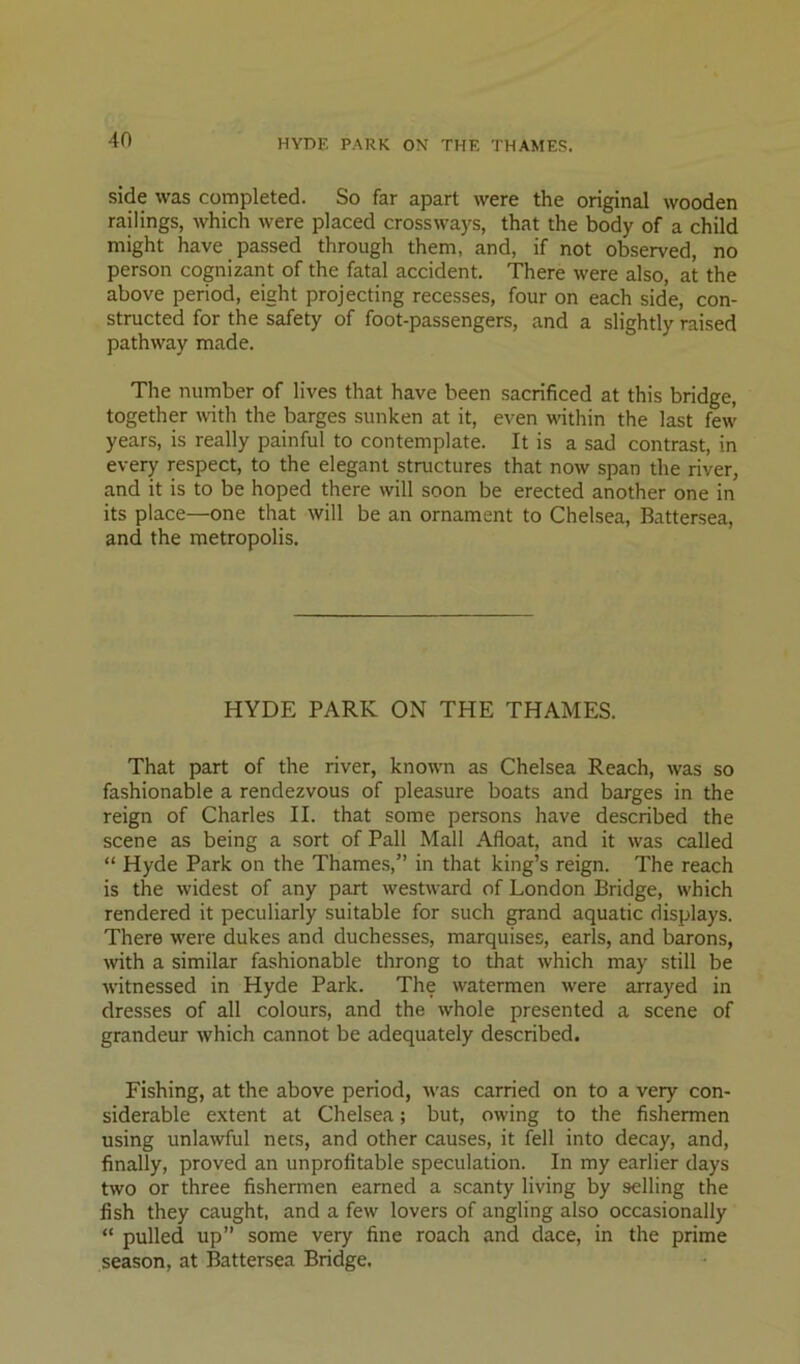 40 HYDE PARK ON THE THAMES.
side was completed. So far apart were the original wooden
railings, which were placed crossways, that the body of a child
might have passed through them, and, if not observed, no
person cognizant of the fatal accident. There were also, at the
above period, eight projecting recesses, four on each side, con-
structed for the safety of foot-passengers, and a slightly raised
pathway made.
The number of lives that have been sacrificed at this bridge,
together with the barges sunken at it, even within the last few
years, is really painful to contemplate. It is a sad contrast, in
every respect, to the elegant structures that now span the river,
and it is to be hoped there will soon be erected another one in
its place—one that will be an ornament to Chelsea, Battersea,
and the metropolis.
HYDE PARK ON THE THAMES.
That part of the river, known as Chelsea Reach, was so
fashionable a rendezvous of pleasure boats and barges in the
reign of Charles II. that some persons have described the
scene as being a sort of Pall Mall Afloat, and it was called
“ Hyde Park on the Thames,” in that king’s reign. The reach
is the widest of any part westward of London Bridge, which
rendered it peculiarly suitable for such grand aquatic displays.
There were dukes and duchesses, marquises, earls, and barons,
with a similar fashionable throng to that which may still be
witnessed in Hyde Park. The watermen were arrayed in
dresses of all colours, and the whole presented a scene of
grandeur which cannot be adequately described.
Fishing, at the above period, was carried on to a very con-
siderable extent at Chelsea; but, owing to the fishermen
using unlawful nets, and other causes, it fell into decay, and,
finally, proved an unprofitable speculation. In my earlier days
two or three fishermen earned a scanty living by selling the
fish they caught, and a few lovers of angling also occasionally
“ pulled up” some very fine roach and dace, in the prime
season, at Battersea Bridge.